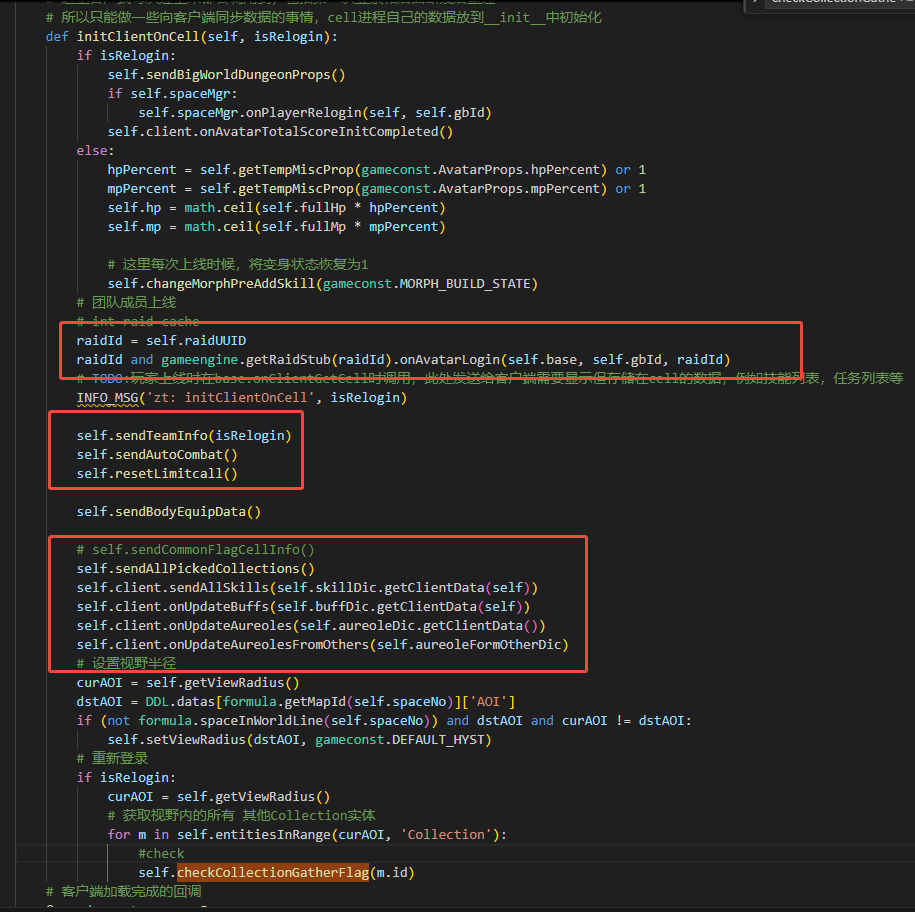 # 所以只能做一些向客户端同步数据的事情，cell进程自己的数据放到__init__中初始化
def initClientOnCell(self, isRelogin):
if isRelogin:
self.sendBigWorldDungeonProps()
if self.spaceMgr:
self.spaceMgr.onPlayerRelogin(self, self.gbId)
self.client.onAvatarTotalScoreInitCompleted()
else:
hpPercent = self.getTempMiscProp(gameconst.AvatarProps.hpPercent) or 1
mpPercent = self.getTempMiscProp(gameconst.AvatarProps.mpPercent) or 1
self.hp = math.ceil(self.fullHp * hpPercent)
self.mp = math.ceil(self.fullMp * mpPercent)
# 这里每次上线时候，将变身状态恢复为1
self.changeMorphPreAddSkill(gameconst.MORPH_BUILD_STATE)
# 团队成员上线
# int raid cache
raidId = self.raidUUID
raidId and gameengine.getRaidStub(raidId).onAvatarLogin(self.base, self.gbId, raidId)
# TODO:玩家上线时在base.onClientGetCell时调用，此处发送给客户端需要显示但存储在cell的数据，例如技能列表，任务列表等
INFO_MSG('zt: initClientOnCell', isRelogin)
self.sendTeamInfo(isRelogin)
self.sendAutoCombat()
self.resetLimitcall()
self.sendBodyEquipData()
# self.sendCommonFlagCellInfo()
self.sendAllPickedCollections()
self.client.sendAllSkills(self.skillDic.getClientData(self))
self.client.onUpdateBuffs(self.buffDic.getClientData(self))
self.client.onUpdateAureoles(self.aureoleDic.getClientData())
self.client.onUpdateAureolesFromOthers(self.aureoleFormOtherDic)
# 设置视野半径
curAOI = self.getViewRadius()
dstAOI = DDL.datas[formula.getMapId(self.spaceNo)]['AOI']
if (not formula.spaceInWorldLine(self.spaceNo)) and dstAOI and curAOI != dstAOI:
self.setViewRadius(dstAOI, gameconst.DEFAULT_HYST)
# 重新登录
if isRelogin:
curAOI = self.getViewRadius()
# 获取视野内的所有 其他Collection实体
for m in self.entitiesInRange(curAOI, 'Collection'):
#check
self.checkCollectionGatherFlag(m.id)
# 客户端加载完成的回调